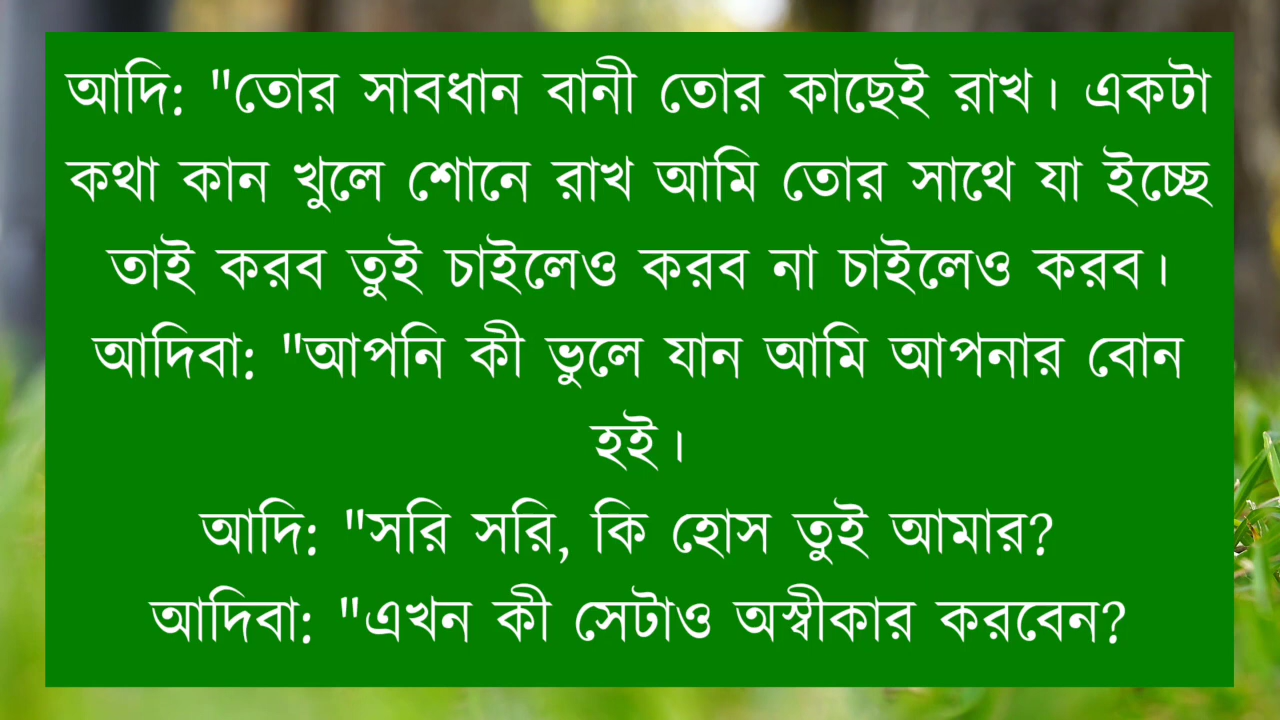 আদি: "তোর সাবধান বানী তোর কাছেই রাখ। একটা
কথা কান খুলে শোনে রাখ আমি তোর সাথে যা ইচ্ছে
তাই করব তুই চাইলেও করব না চাইলেও করব।
আদিবা: "আপনি কী ভুলে যান আমি আপনার বোন
হই।
আদি: "সরি সরি, কি হোস তুই আমার?
আদিবা: "এখন কী সেটাও অস্বীকার করবেন?